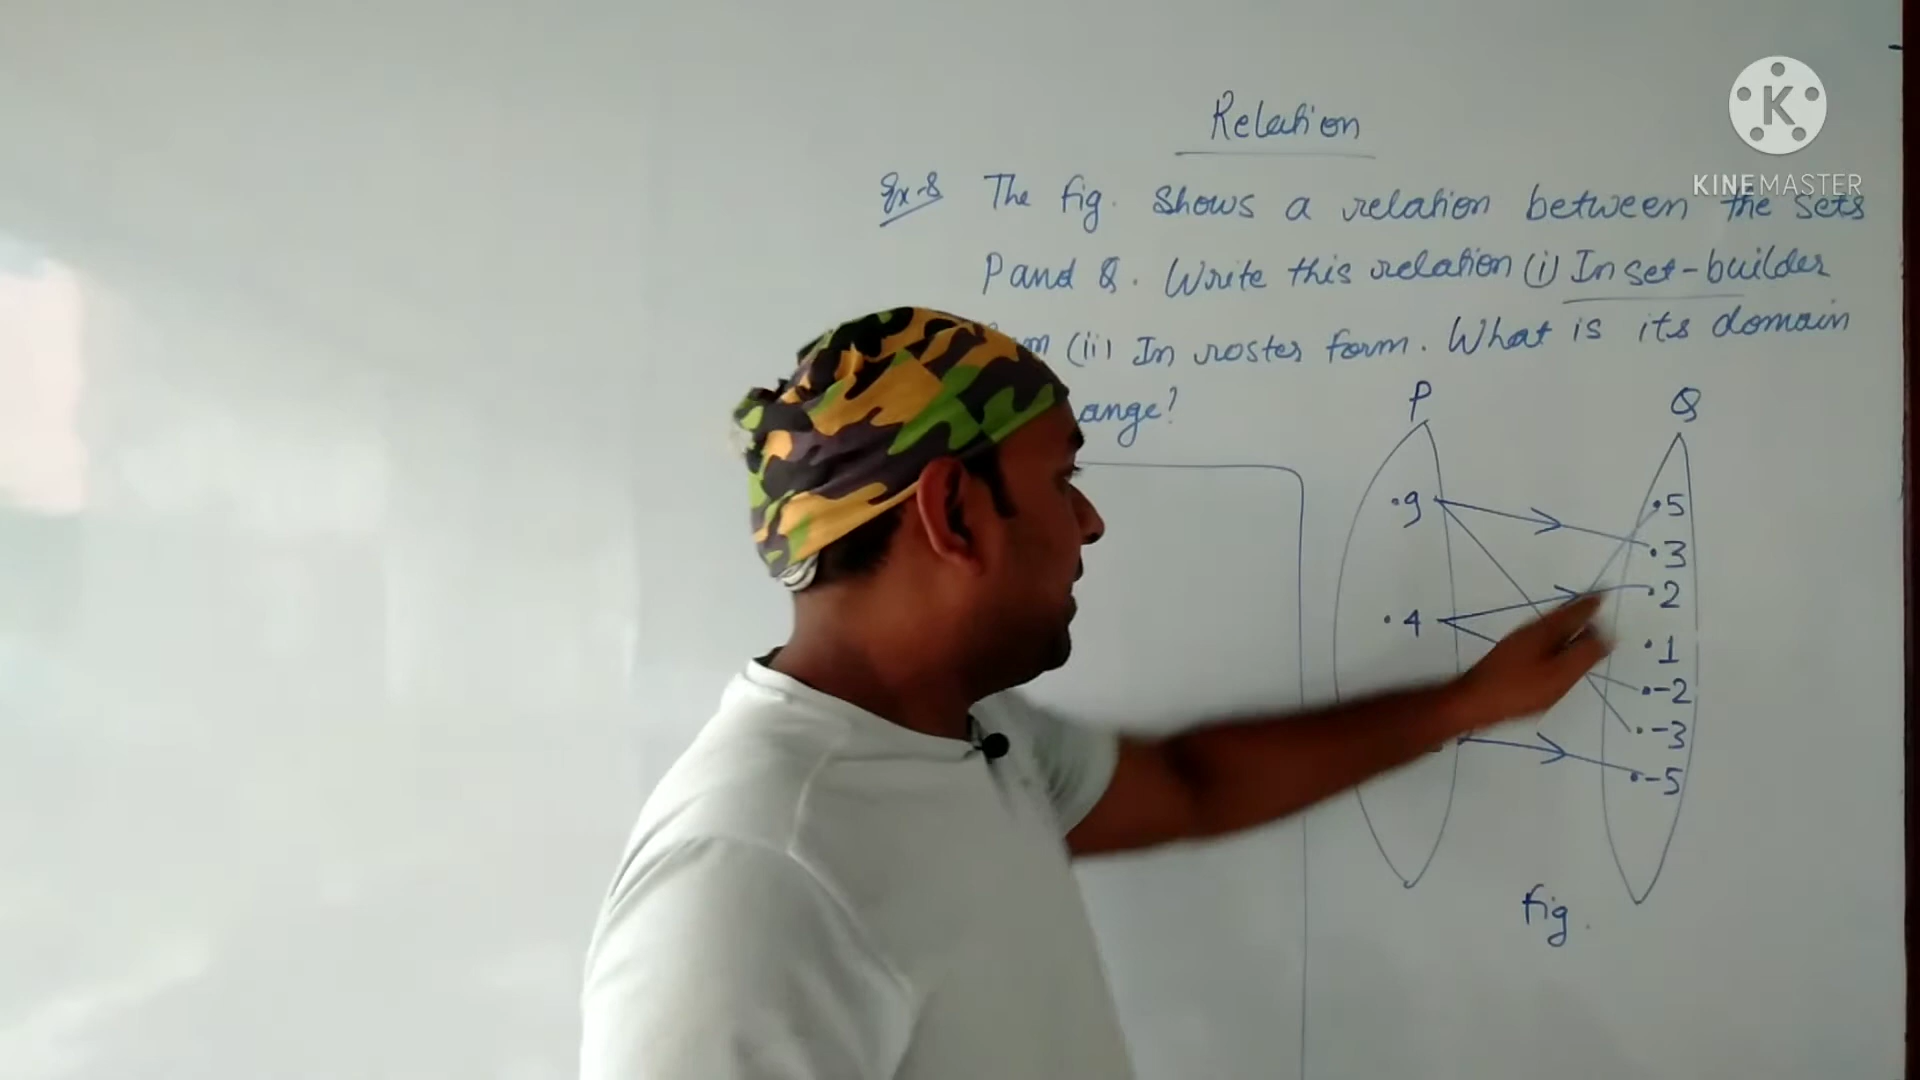 Relation
Ex-8 The fig. shows a relation between the sets
P and Q. Write this relation (i) In set-builder
(ii) In roster form. What is its domain
ange?
P Q
.9 .5
.3
.4 .2
.1
.-2
.-3
.-5
fig.
K
KINEMASTER